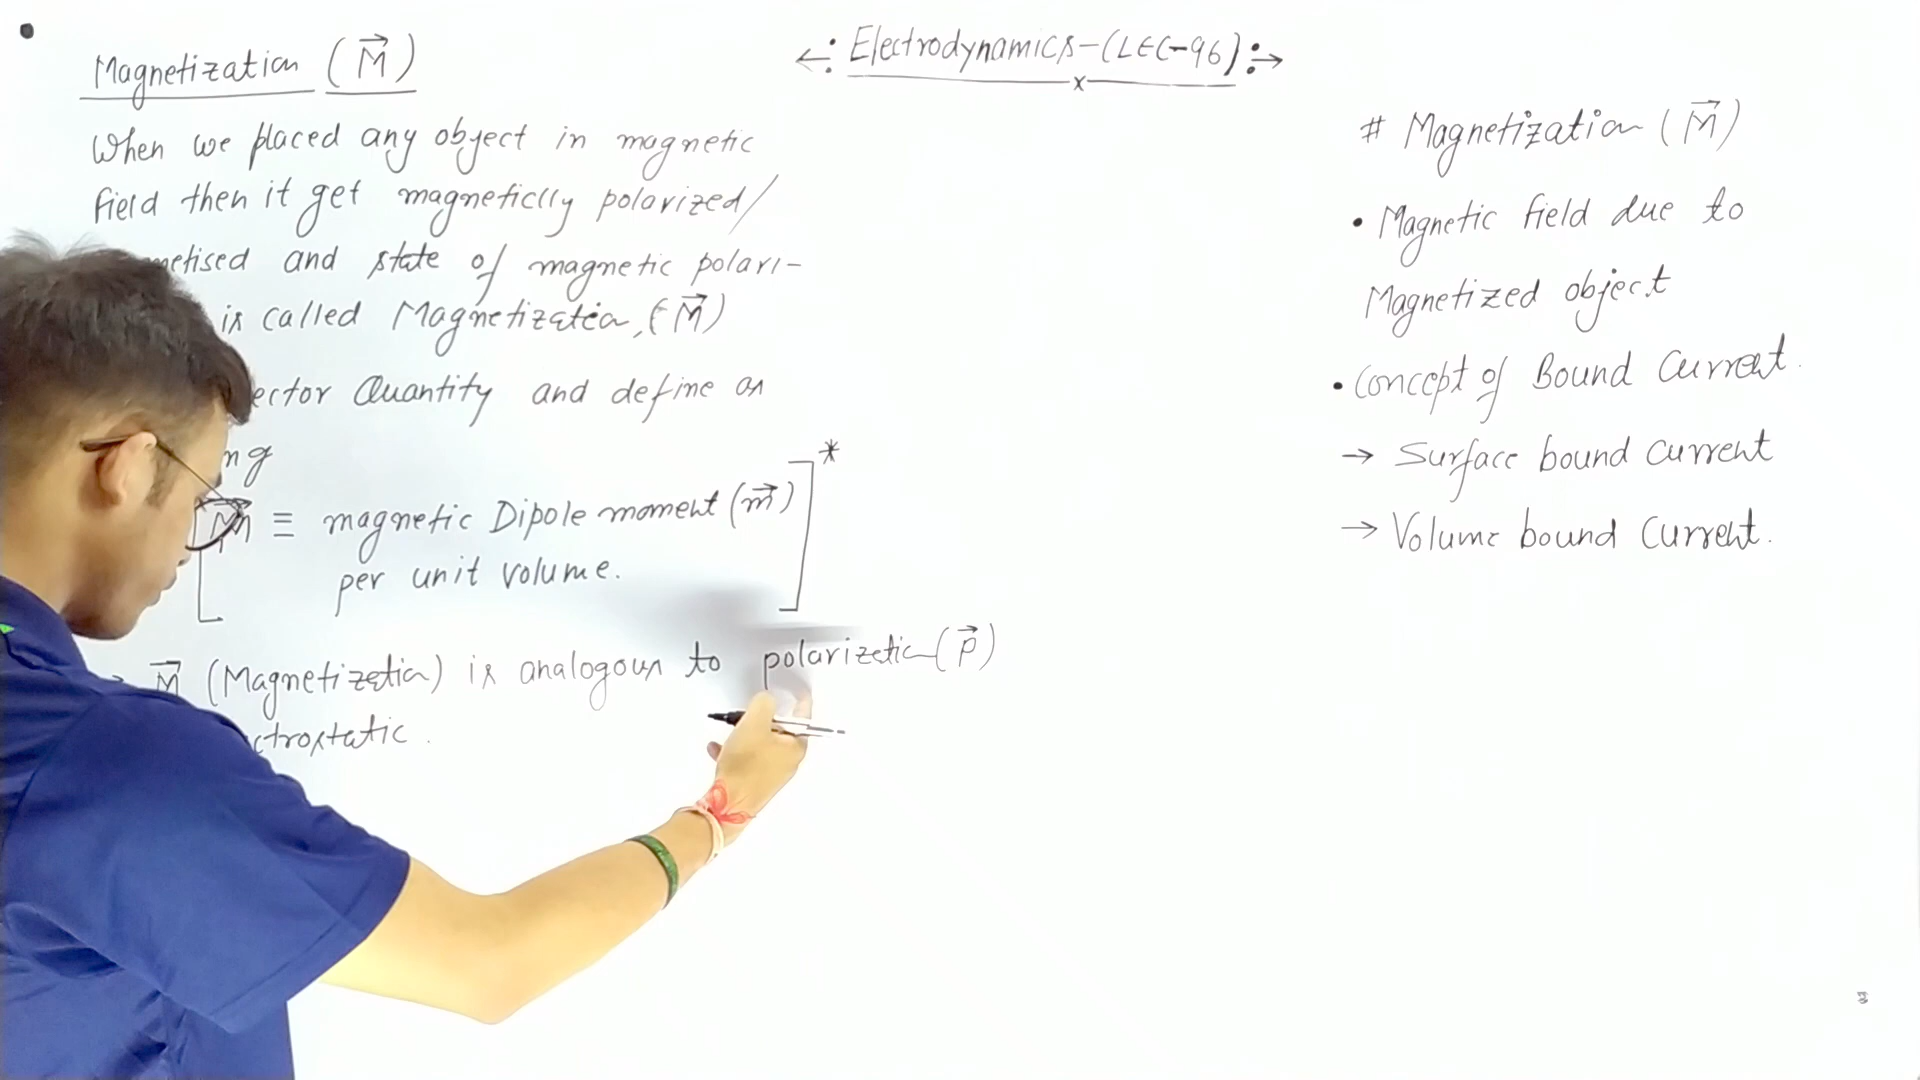 Magnetization (M⃗)
When we placed any object in magnetic
field then it get magneticlly polarized/
etised and state of magnetic polari-
is called Magnetization, (M⃗)
ector Quantity and define as
ng
M⃗ ≡ magnetic Dipole moment (m⃗)
per unit volume.
*
→ M⃗ (Magnetization) is analogous to polarization (P⃗)
ctrostatic.
← : Electrodynamics-(LEC-96) : →
x
# Magnetization (M⃗)
• Magnetic field due to
Magnetized object
• Concept of Bound Current.
→ Surface bound current
→ Volume bound current.